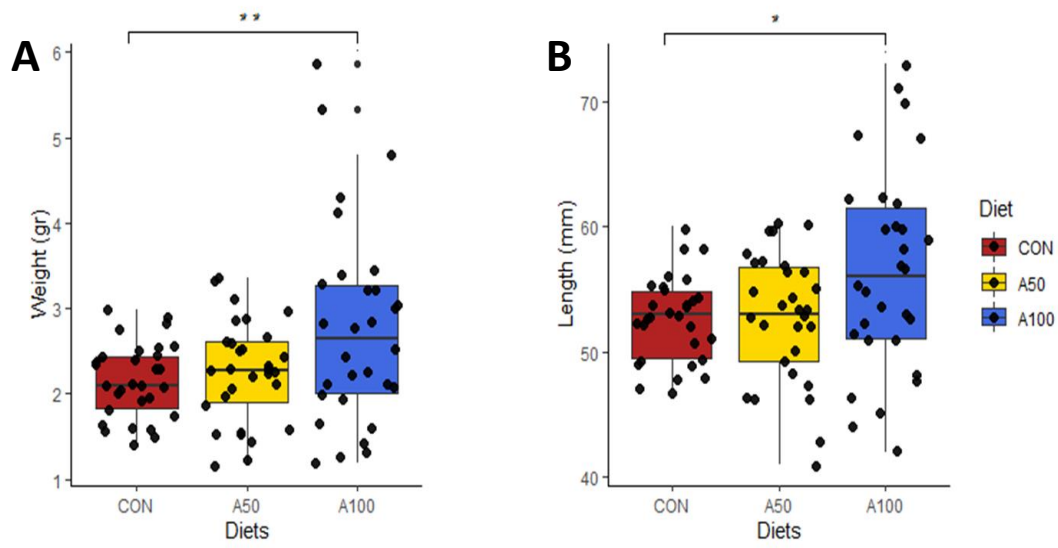 A
**
Weight (gr)
6
5
4
3
2
1
CON
A50
A100
Diets
B
*
Length (mm)
70
60
50
40
CON
A50
A100
Diets
Diet
CON
A50
A100